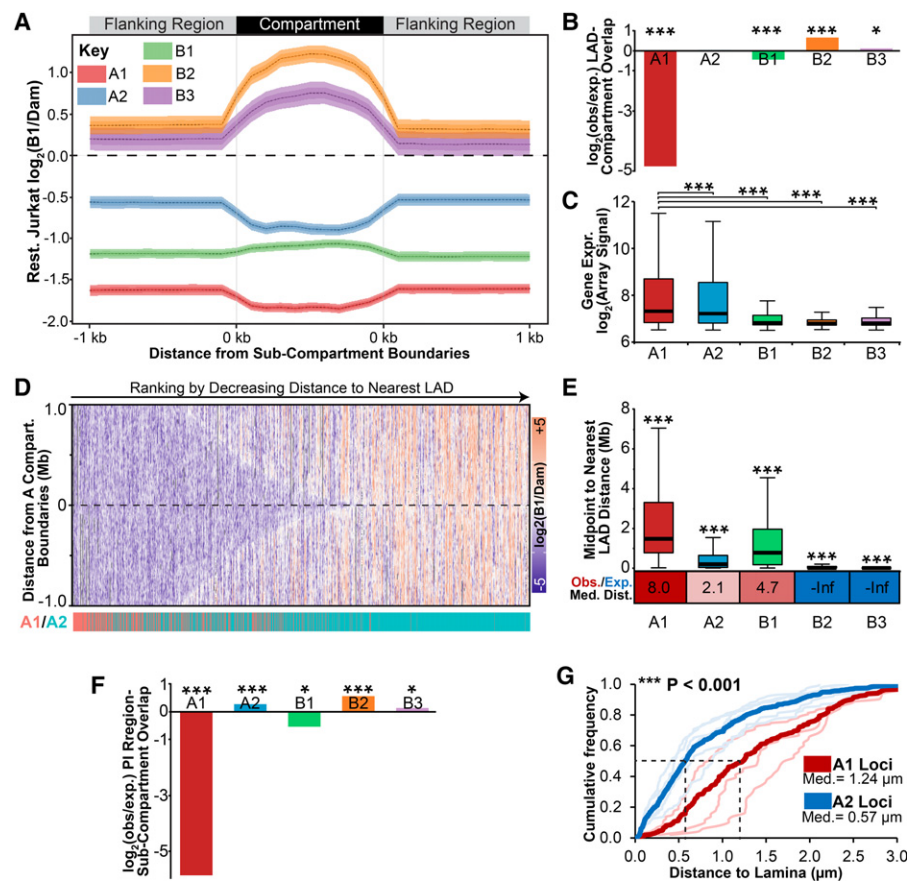 A
Flanking Region
Compartment
Flanking Region
Key
A1
A2
B1
B2
B3
Rest. Jurkat log2(B1/Dam)
1.0
0.5
0.0
-0.5
-1.0
-1.5
-2.0
-1 kb
0 kb
0 kb
1 kb
Distance from Sub-Compartment Boundaries
B
log2(obs/exp.) LAD-
Compartment Overlap
1
0
-1
-3
-5
***
***
***
*
A1
A2
B1
B2
B3
C
Gene Expr.
log2(Array Signal)
12
10
8
6
***
***
***
***
A1
A2
B1
B2
B3
D
Ranking by Decreasing Distance to Nearest LAD
Distance from A Compart.
Boundaries (Mb)
1.0
0
-1.0
+5
log2(B1/Dam)
-5
A1/A2
E
Midpoint to Nearest
LAD Distance (Mb)
8
6
4
2
0
***
***
***
***
***
Obs./Exp.
Med. Dist.
8.0
2.1
4.7
-Inf
-Inf
A1
A2
B1
B2
B3
F
log2(obs/exp.) PI Rregion-
Sub-Compartment Overlap
1
0
-1
-3
-5
***
***
*
***
*
A1
A2
B1
B2
B3
G
*** P < 0.001
Cumulative frequency
1.0
0.8
0.6
0.4
0.2
0.0
A1 Loci
Med.= 1.24 µm
A2 Loci
Med.= 0.57 µm
0.0
0.5
1.0
1.5
2.0
2.5
3.0
Distance to Lamina (µm)